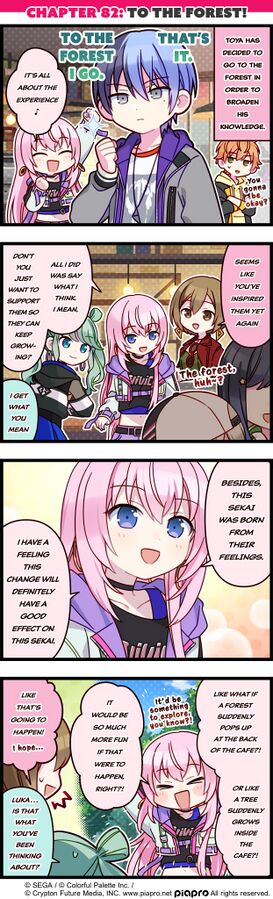 CHAPTER 82: TO THE FOREST!
THAT'S
IT.
TO THE
FOREST
I GO.
TOYA HAS
DECIDED TO
GO TO THE
FOREST IN
ORDER TO
BROADEN
HIS
KNOWLEDGE.
IT'S ALL
ABOUT THE
EXPERIENCE
♪
You
gonna
be
okay?
SEEMS
LIKE
YOU'VE
INSPIRED
THEM YET
AGAIN
The forest,
huh~?
ALL I DID
WAS SAY
WHAT I
THINK.
I MEAN,
DON'T
YOU
JUST
WANT TO
SUPPORT
THEM SO
THEY CAN
KEEP
GROW-
ING?
I GET
WHAT
YOU
MEAN
BESIDES,
THIS
SEKAI
WAS BORN
FROM
THEIR
FEELINGS.
I HAVE A
FEELING
THIS
CHANGE WILL
DEFINITELY
HAVE A
GOOD
EFFECT ON
THIS SEKAI.
LIKE WHAT IF
A FOREST
SUDDENLY
POPS UP
AT THE BACK
OF THE CAFE?!
OR LIKE
A TREE
SUDDENLY
GROWS
INSIDE
THE
CAFE?!
It'd be
something
to explore,
you know?!
IT
WOULD BE
SO MUCH
MORE FUN
IF THAT
WERE TO
HAPPEN,
RIGHT?!
LIKE
THAT'S
GOING TO
HAPPEN!
I hope...
LUKA...
IS THAT
WHAT
YOU'VE
BEEN
THINKING
ABOUT?
© SEGA / © Colorful Palette Inc. /
© Crypton Future Media, INC. www.piapro.net piapro All rights reserved.